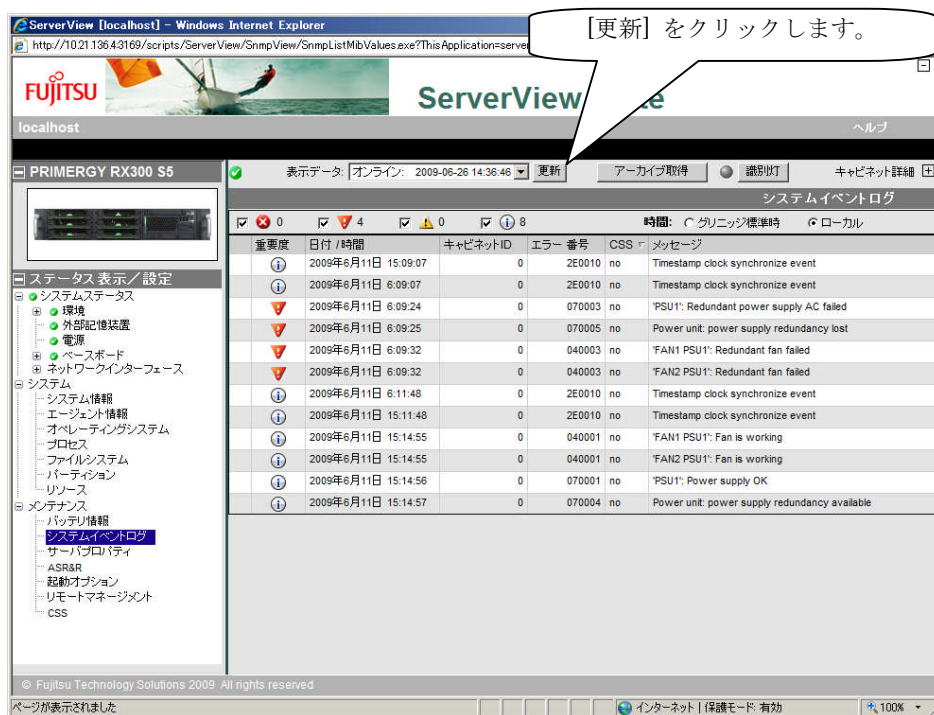 ServerView [localhost] - Windows Internet Explorer
[更新] をクリックします。
http://10.21.136.4:3169/scripts/ServerView/SnmpView/SnmpListMibValues.exe?ThisApplication=server
FUJITSU
ServerView
localhost
ヘルプ
PRIMERGY RX300 S5
表示データ: オンライン: 2009-06-26 14:36:46 更新 アーカイブ取得 識別灯 キャビネット詳細
システムイベントログ
0 4 0 8 時間: グリニッジ標準時 ローカル
重要度 日付 / 時間 キャビネットID エラー 番号 CSS メッセージ
2009年6月11日 15:09:07 0 2E0010 no Timestamp clock synchronize event
2009年6月11日 6:09:07 0 2E0010 no Timestamp clock synchronize event
2009年6月11日 6:09:24 0 070003 no 'PSU1': Redundant power supply AC failed
2009年6月11日 6:09:25 0 070005 no Power unit: power supply redundancy lost
2009年6月11日 6:09:32 0 040003 no 'FAN1 PSU1': Redundant fan failed
2009年6月11日 6:09:32 0 040003 no 'FAN2 PSU1': Redundant fan failed
2009年6月11日 6:11:48 0 2E0010 no Timestamp clock synchronize event
2009年6月11日 15:11:48 0 2E0010 no Timestamp clock synchronize event
2009年6月11日 15:14:55 0 040001 no 'FAN1 PSU1': Fan is working
2009年6月11日 15:14:55 0 040001 no 'FAN2 PSU1': Fan is working
2009年6月11日 15:14:56 0 070001 no 'PSU1': Power supply OK
2009年6月11日 15:14:57 0 070004 no Power unit: power supply redundancy available
ステータス表示／設定
システムステータス
環境
外部記憶装置
電源
ベースボード
ネットワークインターフェース
システム
システム情報
エージェント情報
オペレーティングシステム
プロセス
ファイルシステム
パーティション
リソース
メンテナンス
バッテリ情報
システムイベントログ
サーバプロパティ
ASR&R
起動オプション
リモートマネージメント
CSS
© Fujitsu Technology Solutions 2009 All rights reserved
ページが表示されました
インターネット | 保護モード: 有効
100%